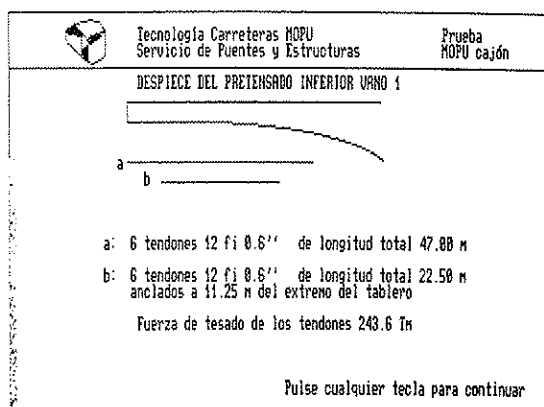 Tecnología Carreteras MOPU
Servicio de Puentes y Estructuras
Prueba
MOPU cajón
DESPIECE DEL PRETENSADO INFERIOR VANO 1
a
b
a: 6 tendones 12 fi 0.6'' de longitud total 47.00 m
b: 6 tendones 12 fi 0.6'' de longitud total 22.50 m
anclados a 11.25 m del extremo del tablero
Fuerza de tesado de los tendones 243.6 Tm
Pulse cualquier tecla para continuar